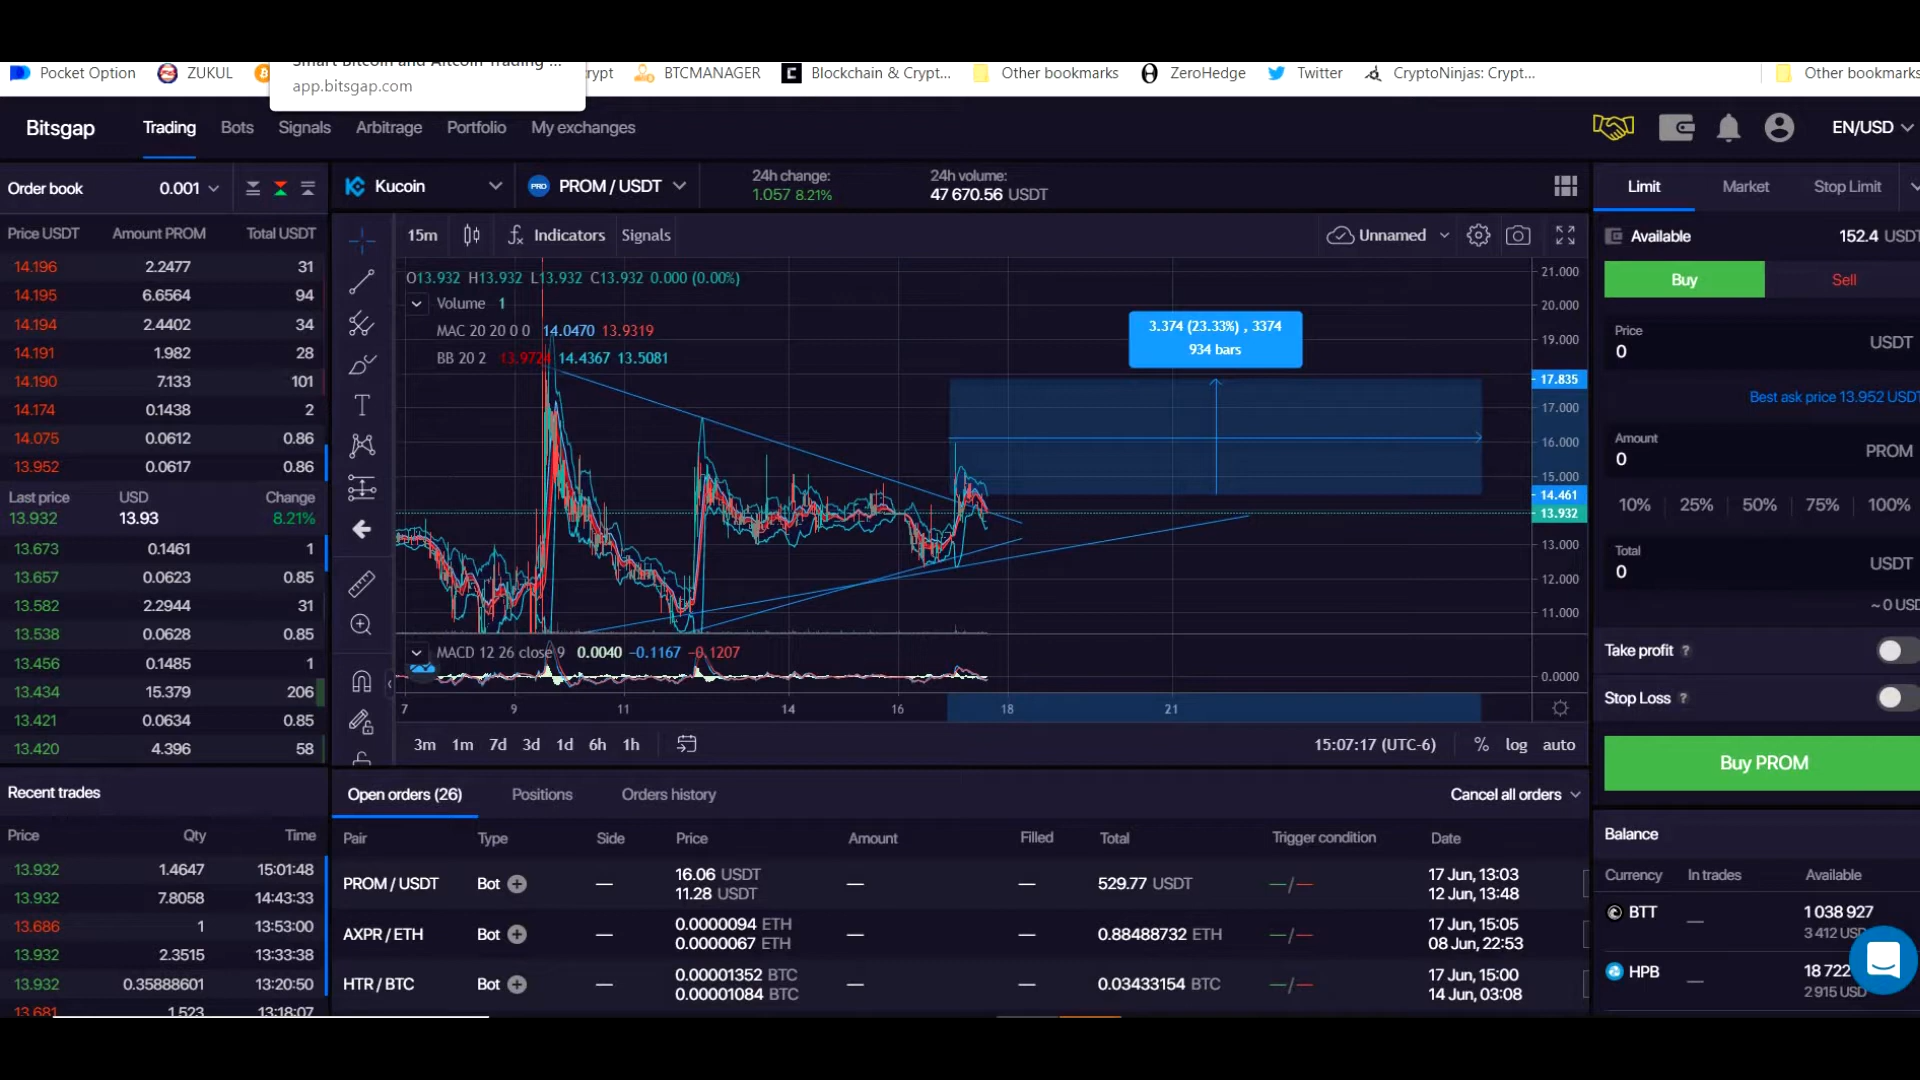 Pocket Option ZUKUL Smart Bitcoin and Altcoin Trading ... rypt BTCMANAGER Blockchain & Crypt... Other bookmarks ZeroHedge Twitter CryptoNinjas: Crypt... Other bookmarks
app.bitsgap.com
Bitsgap Trading Bots Signals Arbitrage Portfolio My exchanges EN/USD
Order book 0.001
Kucoin PROM / USDT 24h change: 24h volume:
1.057 8.21% 47 670.56 USDT
Limit Market Stop Limit
Price USDT Amount PROM Total USDT
14.196 2.2477 31
14.195 6.6564 94
14.194 2.4402 34
14.191 1.982 28
14.190 7.133 101
14.174 0.1438 2
14.075 0.0612 0.86
13.952 0.0617 0.86
Last price USD Change
13.932 13.93 8.21%
13.673 0.1461 1
13.657 0.0623 0.85
13.582 2.2944 31
13.538 0.0628 0.85
13.456 0.1485 1
13.434 15.379 206
13.421 0.0634 0.85
13.420 4.396 58
Recent trades
Price Qty Time
13.932 1.4647 15:01:48
13.932 7.8058 14:43:33
13.686 1 13:53:00
13.932 2.3515 13:33:38
13.932 0.35888601 13:20:50
13.681 1.523 13:18:07
15m Indicators Signals Unnamed
O13.932 H13.932 L13.932 C13.932 0.000 (0.00%)
Volume 1
MAC 20 20 0 0 14.0470 13.9319
BB 20 2 13.9724 14.4367 13.5081
3.374 (23.33%) , 3374
934 bars
21.000
20.000
19.000
17.835
17.000
16.000
15.000
14.461
13.932
13.000
12.000
11.000
MACD 12 26 close 9 0.0040 -0.1167 -0.1207
0.0000
7 9 11 14 16 18 21
3m 1m 7d 3d 1d 6h 1h 15:07:17 (UTC-6) % log auto
Open orders (26) Positions Orders history Cancel all orders
Pair Type Side Price Amount Filled Total Trigger condition Date
PROM / USDT Bot — 16.06 USDT — — 529.77 USDT —/— 17 Jun, 13:03
11.28 USDT 12 Jun, 13:48
AXPR / ETH Bot — 0.0000094 ETH — — 0.88488732 ETH —/— 17 Jun, 15:05
0.0000067 ETH 08 Jun, 22:53
HTR / BTC Bot — 0.00001352 BTC — — 0.03433154 BTC —/— 17 Jun, 15:00
0.00001084 BTC 14 Jun, 03:08
Available 152.4 USDT
Buy Sell
Price
0 USDT
Best ask price 13.952 USDT
Amount
0 PROM
10% 25% 50% 75% 100%
Total
0 USDT
~ 0 USD
Take profit ?
Stop Loss ?
Buy PROM
Balance
Currency In trades Available
BTT — 1 038 927
3 412 USD
HPB — 18 722
2 915 USD